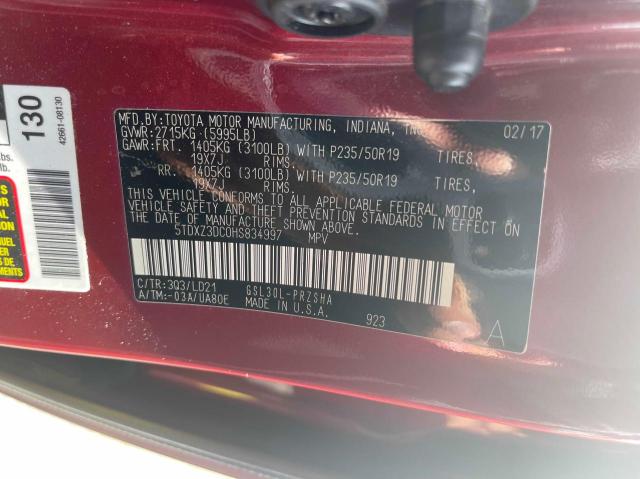 130
42661-08130
bs.
lb.
MFD.BY:TOYOTA MOTOR MANUFACTURING, INDIANA, INC. 02/17
GVWR:2715KG (5995LB)
GAWR:FRT. 1405KG (3100LB) WITH P235/50R19 TIRES,
19X7J RIMS.
RR. 1405KG (3100LB) WITH P235/50R19 TIRES,
19X7J RIMS.
THIS VEHICLE CONFORMS TO ALL APPLICABLE FEDERAL MOTOR
VEHICLE SAFETY AND THEFT PREVENTION STANDARDS IN EFFECT ON
THE DATE OF MANUFACTURE SHOWN ABOVE.
5TDXZ3DC0HS834997 MPV
C/TR:3Q3/LD21 GSL30L-PRZSHA
A/TM:-03A/UA80E MADE IN U.S.A.
923
A